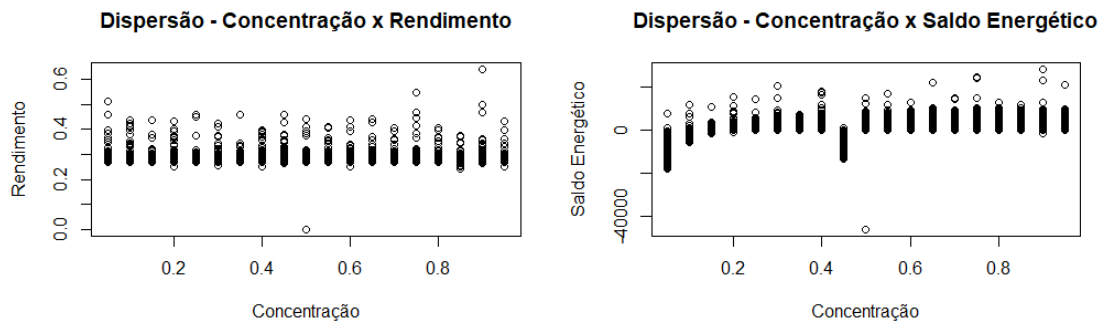 Dispersão - Concentração x Rendimento
Rendimento
0.0 0.2 0.4 0.6
0.2 0.4 0.6 0.8
Concentração
Dispersão - Concentração x Saldo Energético
Saldo Energético
-40000 0
0.2 0.4 0.6 0.8
Concentração